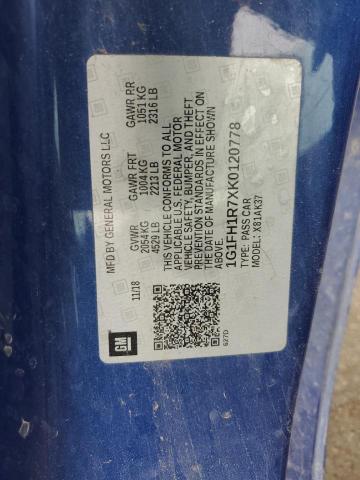 MFD BY GENERAL MOTORS LLC
11/18
GVWR
2054 KG
4529 LB
GAWR FRT
1004 KG
2213 LB
GAWR RR
1051 KG
2316 LB
THIS VEHICLE CONFORMS TO ALL
APPLICABLE U.S. FEDERAL MOTOR
VEHICLE SAFETY, BUMPER, AND THEFT
PREVENTION STANDARDS IN EFFECT ON
THE DATE OF MANUFACTURE SHOWN
ABOVE.
1G1FH1R7XK0120778
TYPE: PASS CAR
MODEL: X81AK37
627D
GM